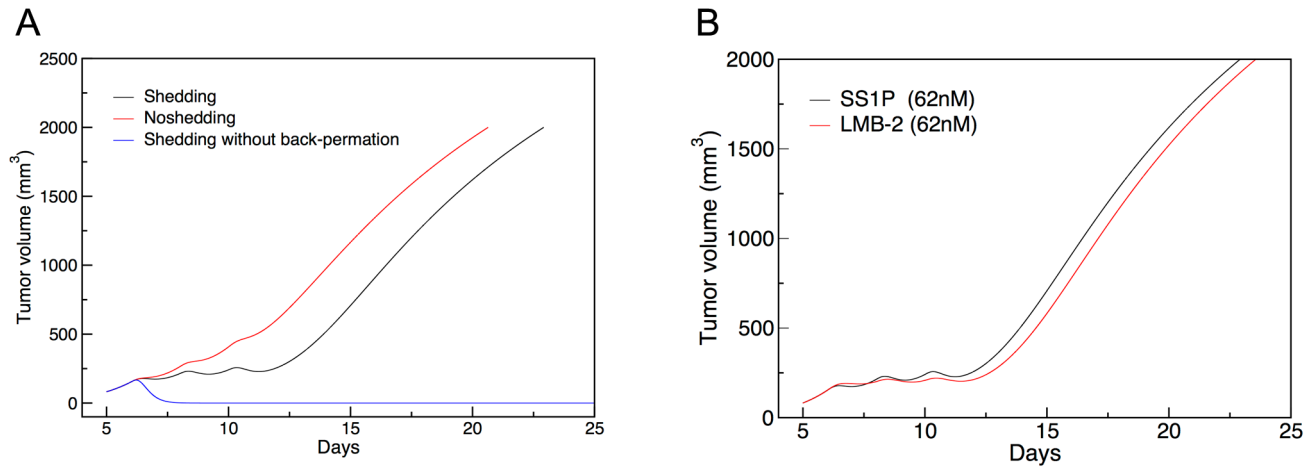 A
2500
2000
1500
1000
500
0
Tumor volume (mm³)
Shedding
Noshedding
Shedding without back-permation
5
10
15
20
25
Days
B
2000
1500
1000
500
0
Tumor volume (mm³)
SS1P (62nM)
LMB-2 (62nM)
5
10
15
20
25
Days